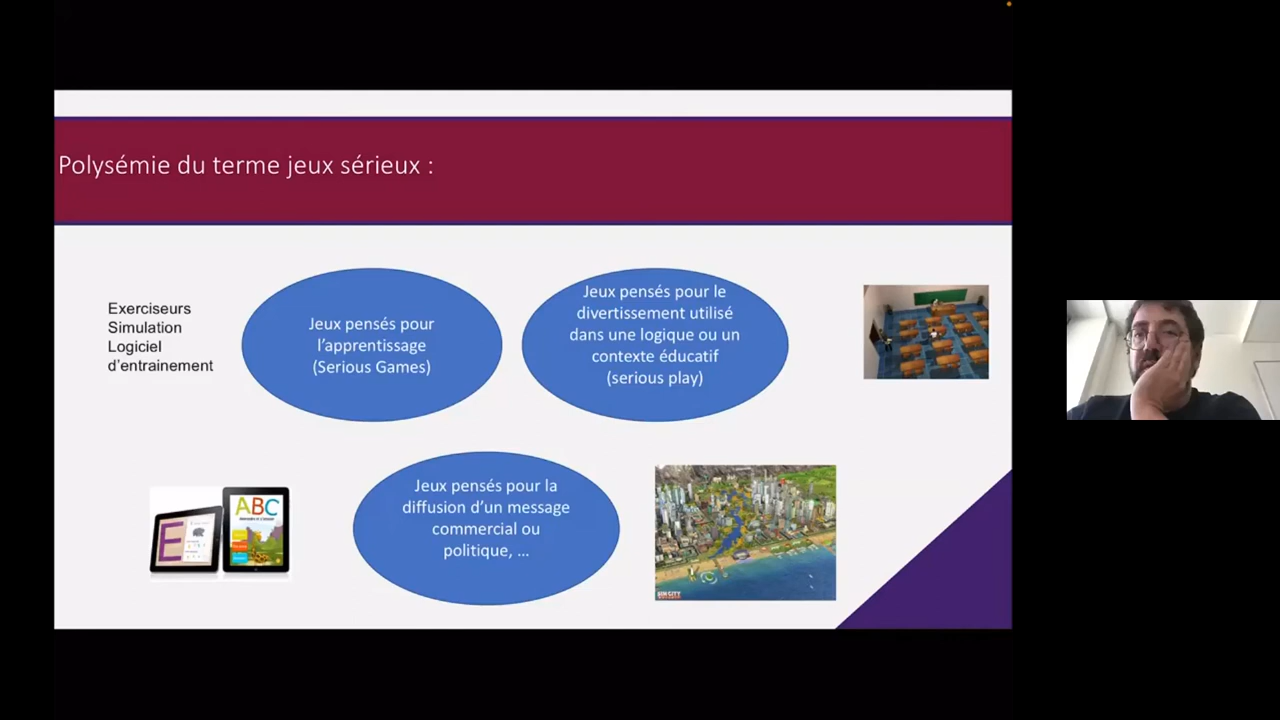 Polysémie du terme jeux sérieux :
Exerciseurs
Simulation
Logiciel
d'entrainement
Jeux pensés pour
l'apprentissage
(Serious Games)
Jeux pensés pour le
divertissement utilisé
dans une logique ou un
contexte éducatif
(serious play)
ABC
E
Jeux pensés pour la
diffusion d'un message
commercial ou
politique, ...
SIM CITY